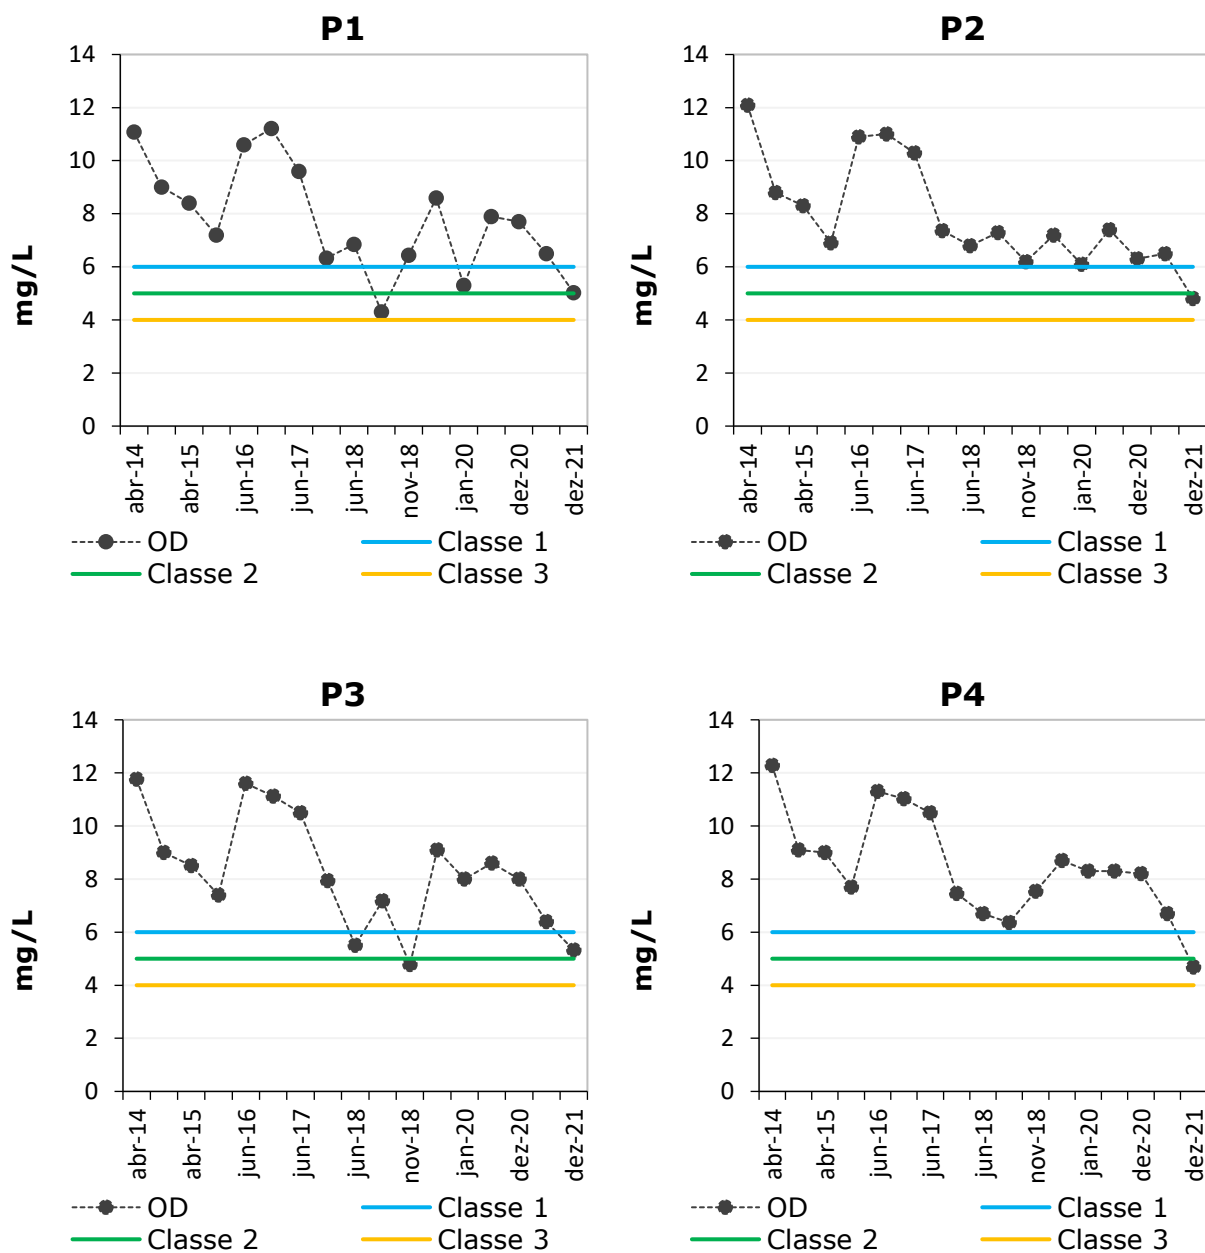 P1
14
12
10
8
6
4
2
0
mg/L
abr-14
abr-15
jun-16
jun-17
jun-18
nov-18
jan-20
dez-20
dez-21
OD
Classe 1
Classe 2
Classe 3
P2
14
12
10
8
6
4
2
0
mg/L
abr-14
abr-15
jun-16
jun-17
jun-18
nov-18
jan-20
dez-20
dez-21
OD
Classe 1
Classe 2
Classe 3
P3
14
12
10
8
6
4
2
0
mg/L
abr-14
abr-15
jun-16
jun-17
jun-18
nov-18
jan-20
dez-20
dez-21
OD
Classe 1
Classe 2
Classe 3
P4
14
12
10
8
6
4
2
0
mg/L
abr-14
abr-15
jun-16
jun-17
jun-18
nov-18
jan-20
dez-20
dez-21
OD
Classe 1
Classe 2
Classe 3